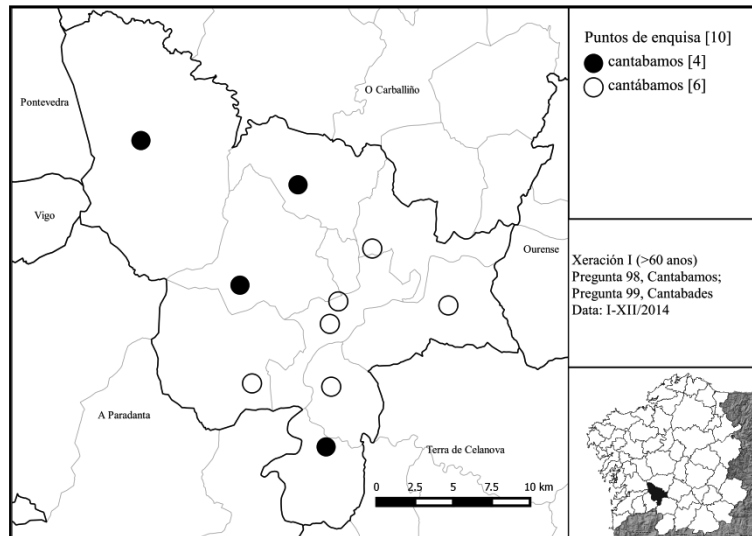 Puntos de enquisa [10]
cantabamos [4]
cantábamos [6]
Pontevedra
O Carballiño
Vigo
Ourense
A Paradanta
Terra de Celanova
0 2,5 5 7,5 10 km
Xeración I (>60 anos)
Pregunta 98, Cantabamos;
Pregunta 99, Cantabades
Data: I-XII/2014